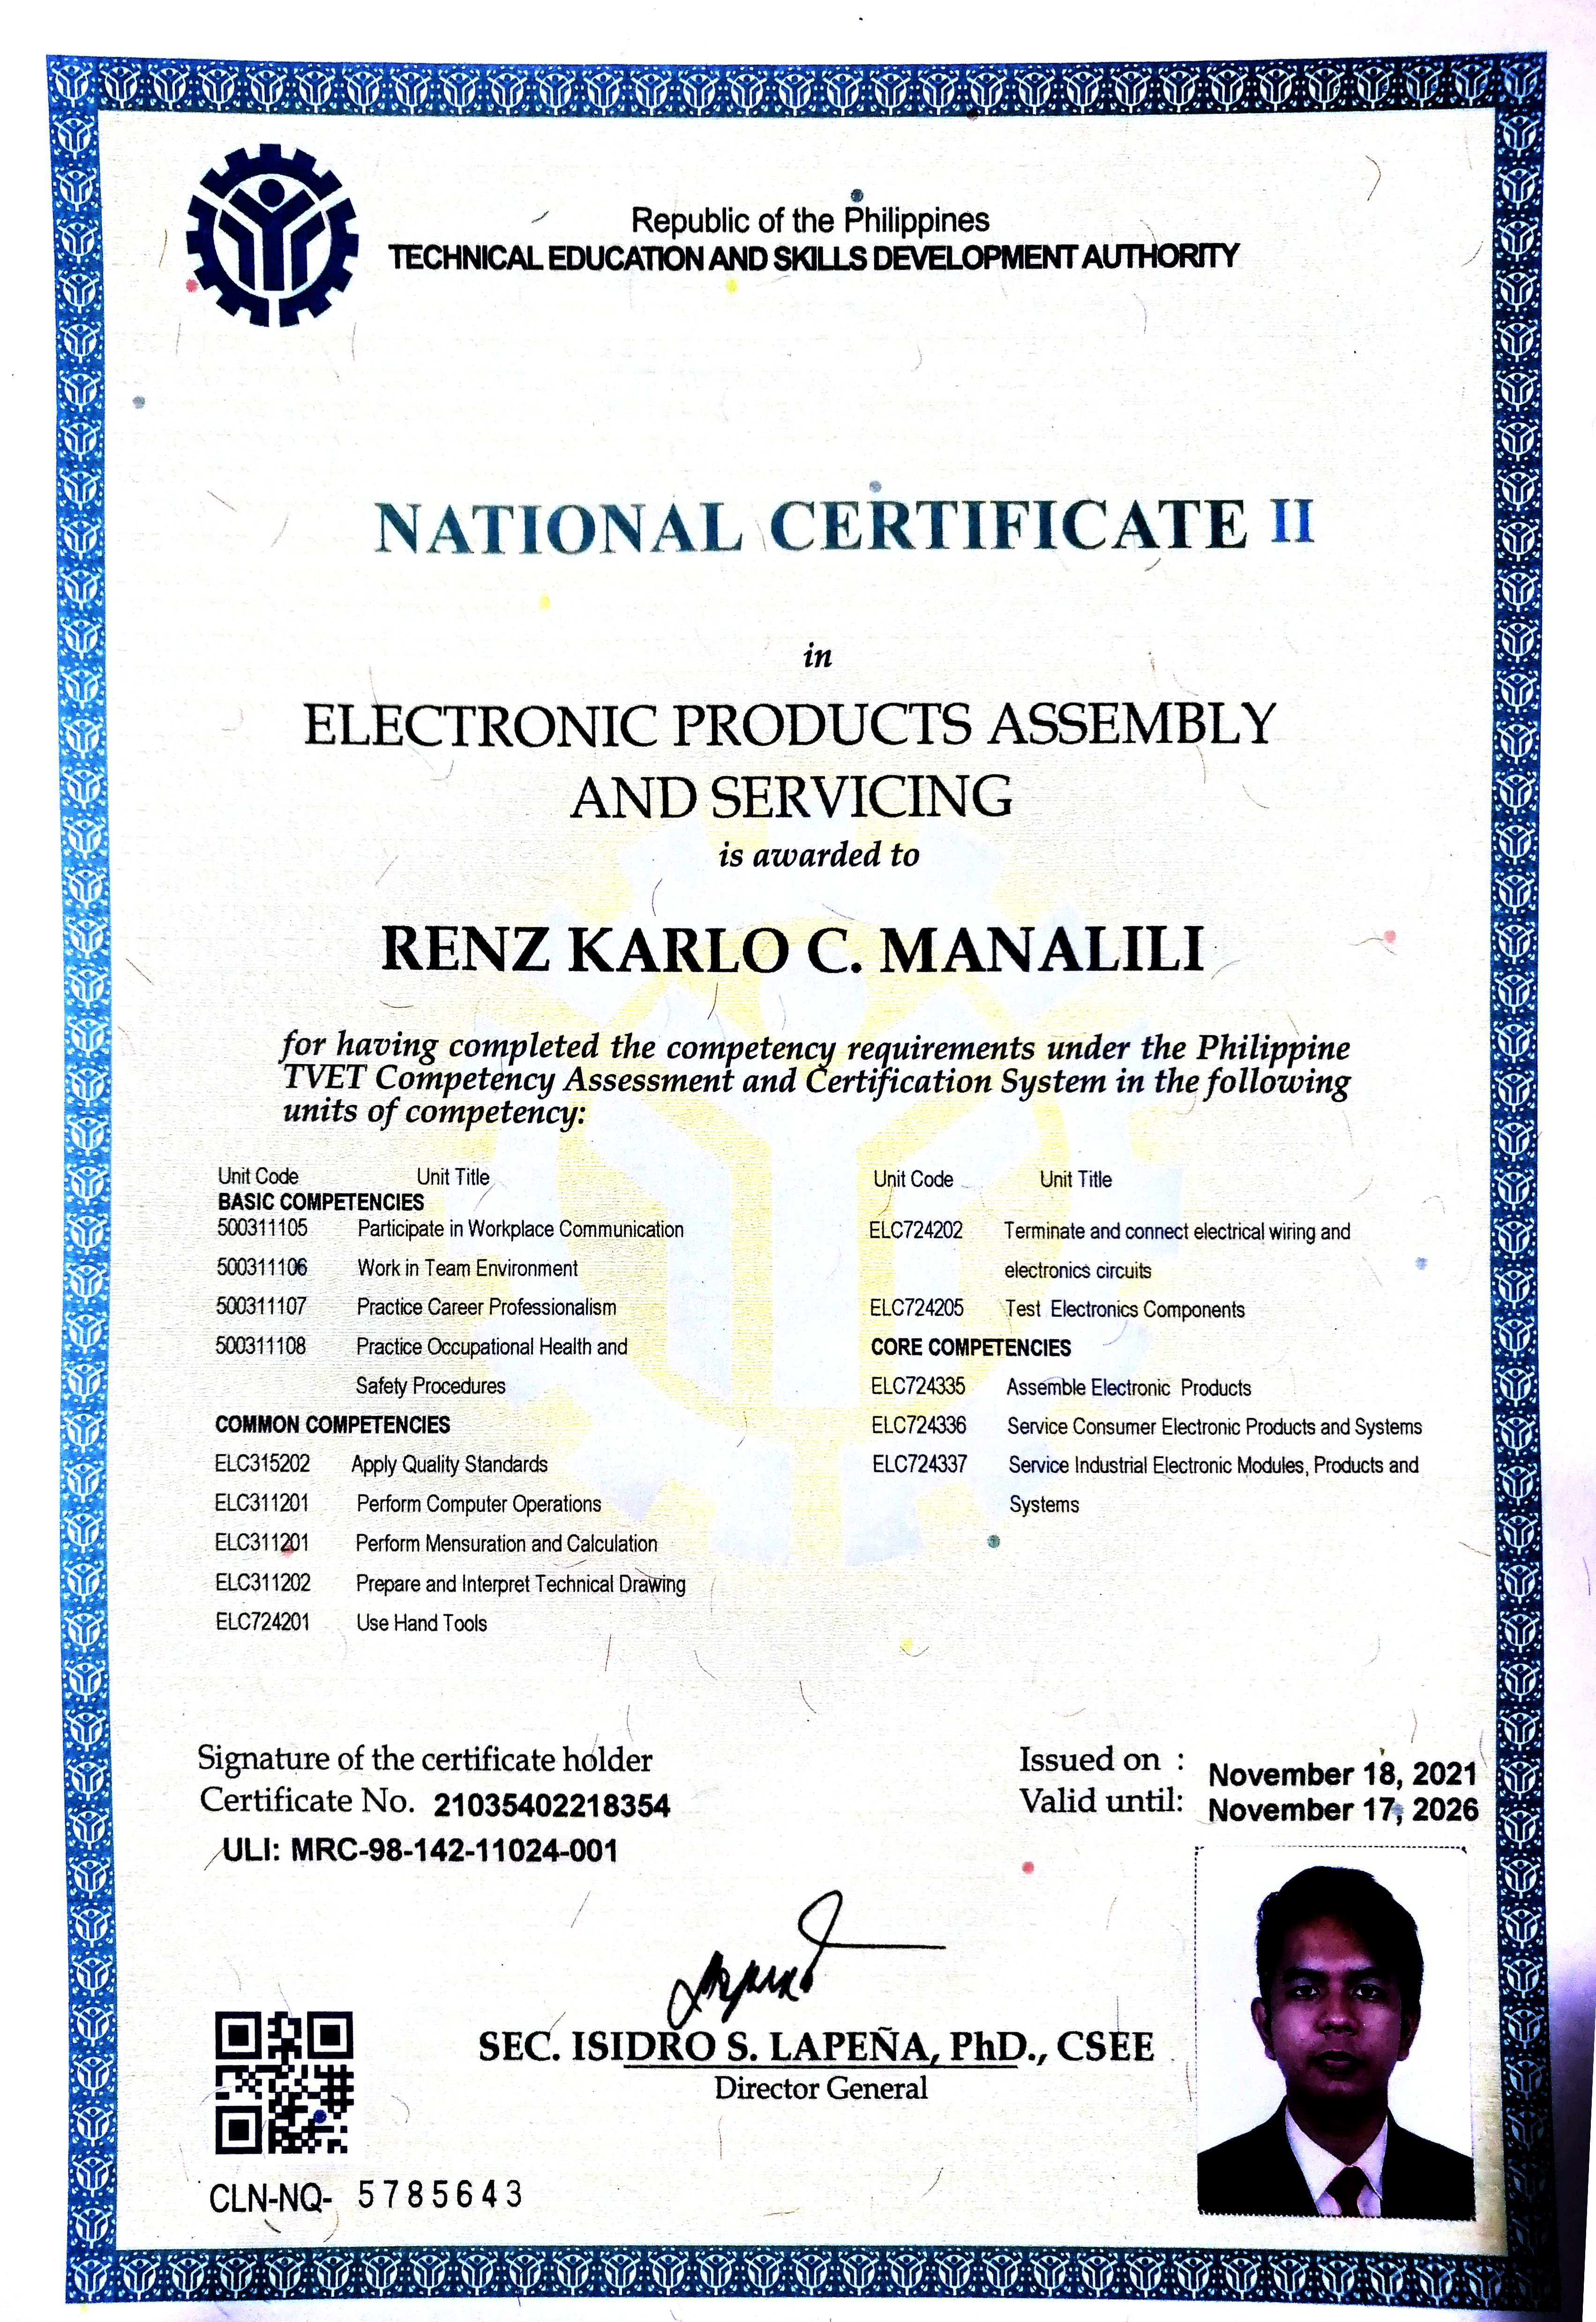 Republic of the Philippines
TECHNICAL EDUCATION AND SKILLS DEVELOPMENT AUTHORITY
NATIONAL CERTIFICATE II
in
ELECTRONIC PRODUCTS ASSEMBLY
AND SERVICING
is awarded to
RENZ KARLO C. MANALILI
for having completed the competency requirements under the Philippine
TVET Competency Assessment and Certification System in the following
units of competency:
Unit Code Unit Title
BASIC COMPETENCIES
500311105 Participate in Workplace Communication
500311106 Work in Team Environment
500311107 Practice Career Professionalism
500311108 Practice Occupational Health and
Safety Procedures
COMMON COMPETENCIES
ELC315202 Apply Quality Standards
ELC311201 Perform Computer Operations
ELC311201 Perform Mensuration and Calculation
ELC311202 Prepare and Interpret Technical Drawing
ELC724201 Use Hand Tools
Unit Code Unit Title
ELC724202 Terminate and connect electrical wiring and
electronics circuits
ELC724205 Test Electronics Components
CORE COMPETENCIES
ELC724335 Assemble Electronic Products
ELC724336 Service Consumer Electronic Products and Systems
ELC724337 Service Industrial Electronic Modules, Products and
Systems
Signature of the certificate holder
Certificate No. 21035402218354
ULI: MRC-98-142-11024-001
Issued on : November 18, 2021
Valid until: November 17, 2026
SEC. ISIDRO S. LAPEÑA, PhD., CSEE
Director General
CLN-NQ- 5785643